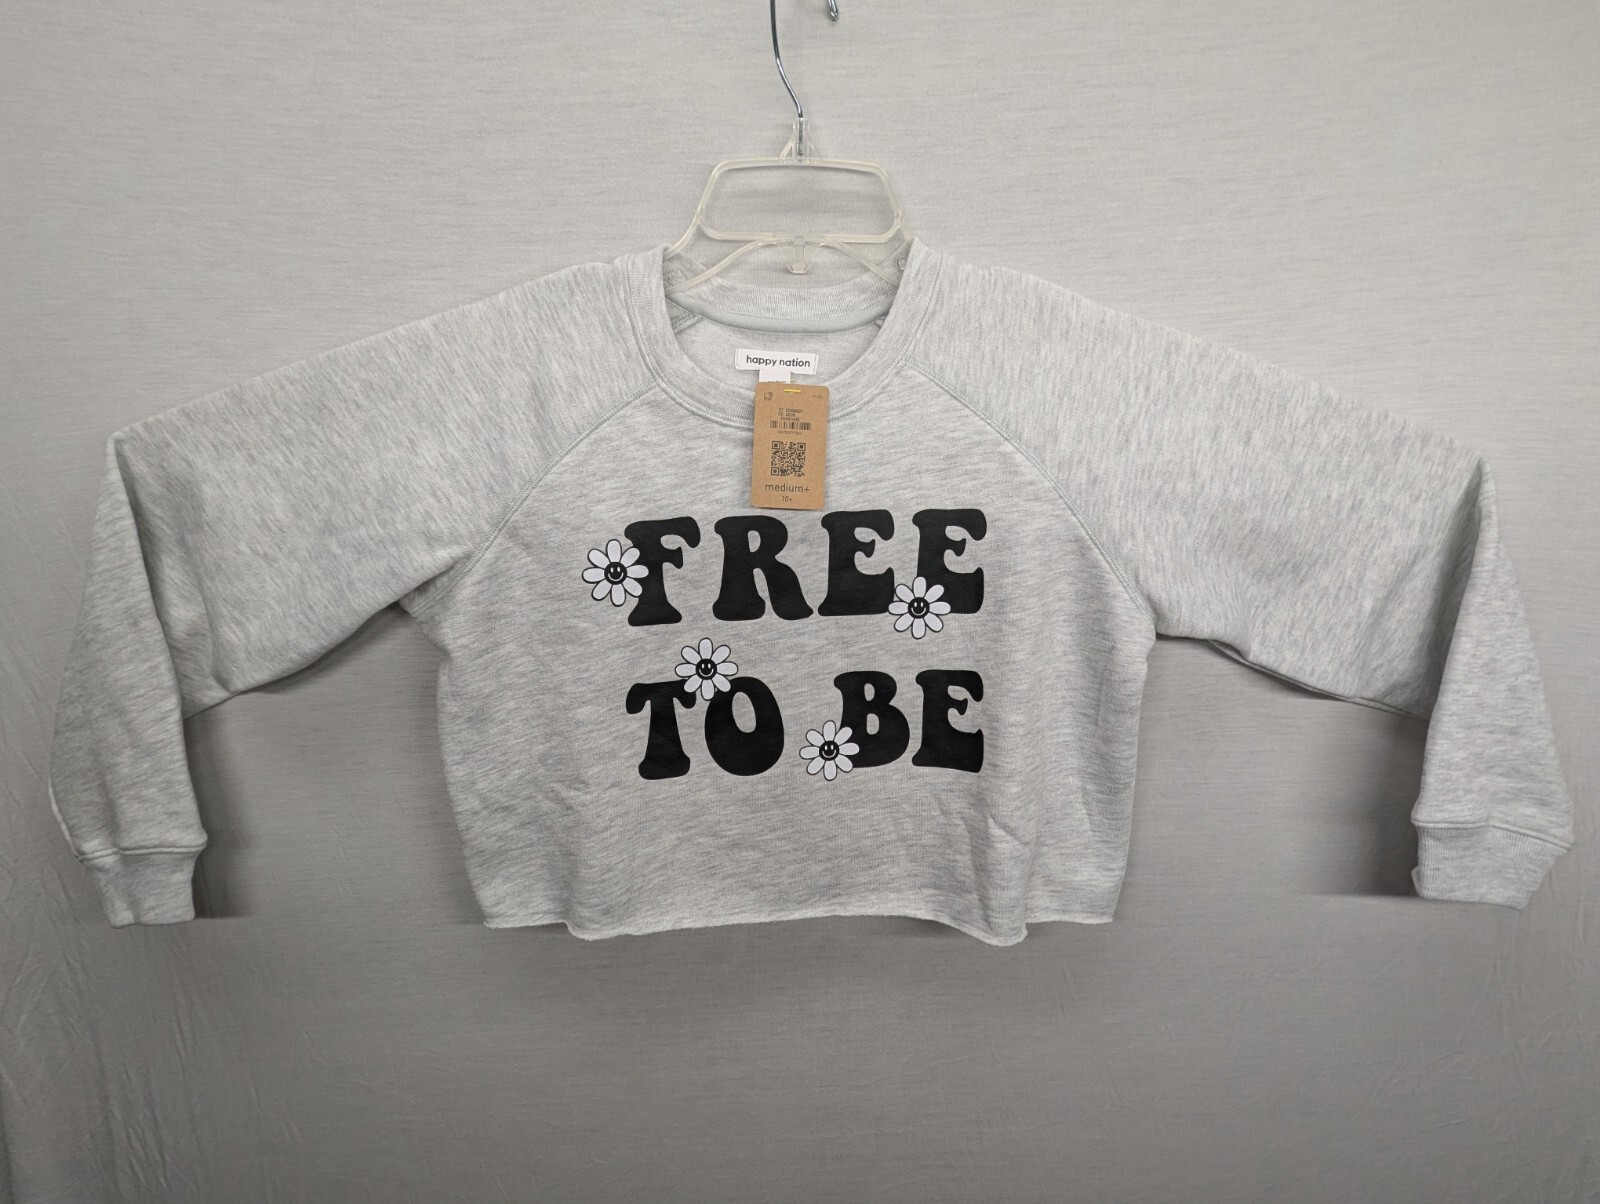 happy nation
medium+
10+
FREE
TO BE